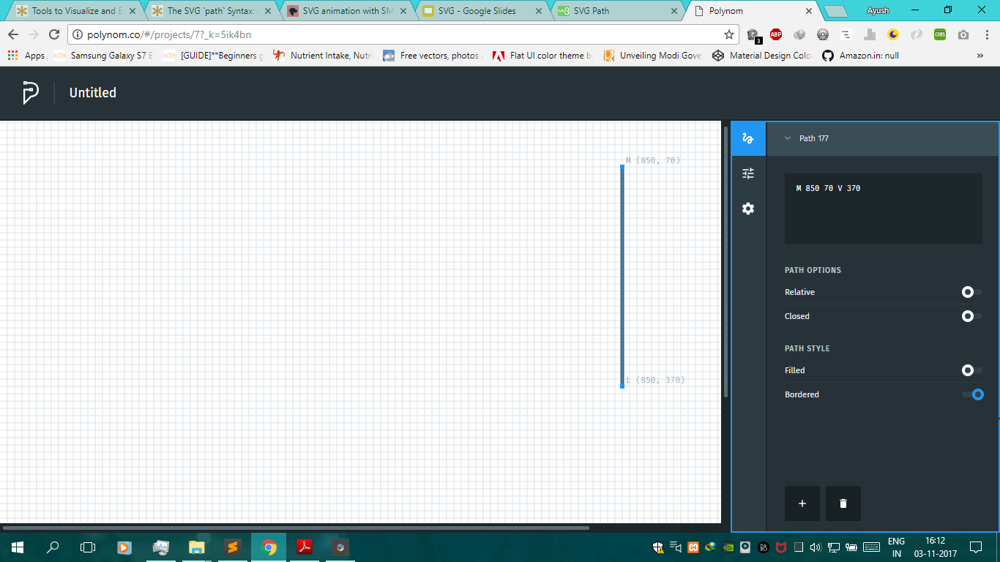 Tools to Visualize and E
The SVG `path` Syntax:
SVG animation with SM
SVG - Google Slides
SVG Path
Polynom
Ayush
polynom.co/#/projects/7?_k=5ik4bn
3
ABP
CORS
Apps
xda Samsung Galaxy S7 E
xda [GUIDE]**Beginners g
Nutrient Intake, Nutri
Free vectors, photos
Flat UI color theme b
Unveiling Modi Gove
Material Design Colo
Amazon.in: null
»
Untitled
M (850, 70)
L (850, 370)
Path 177
M 850 70 V 370
PATH OPTIONS
Relative
Closed
PATH STYLE
Filled
Bordered
ENG
IN
16:12
03-11-2017